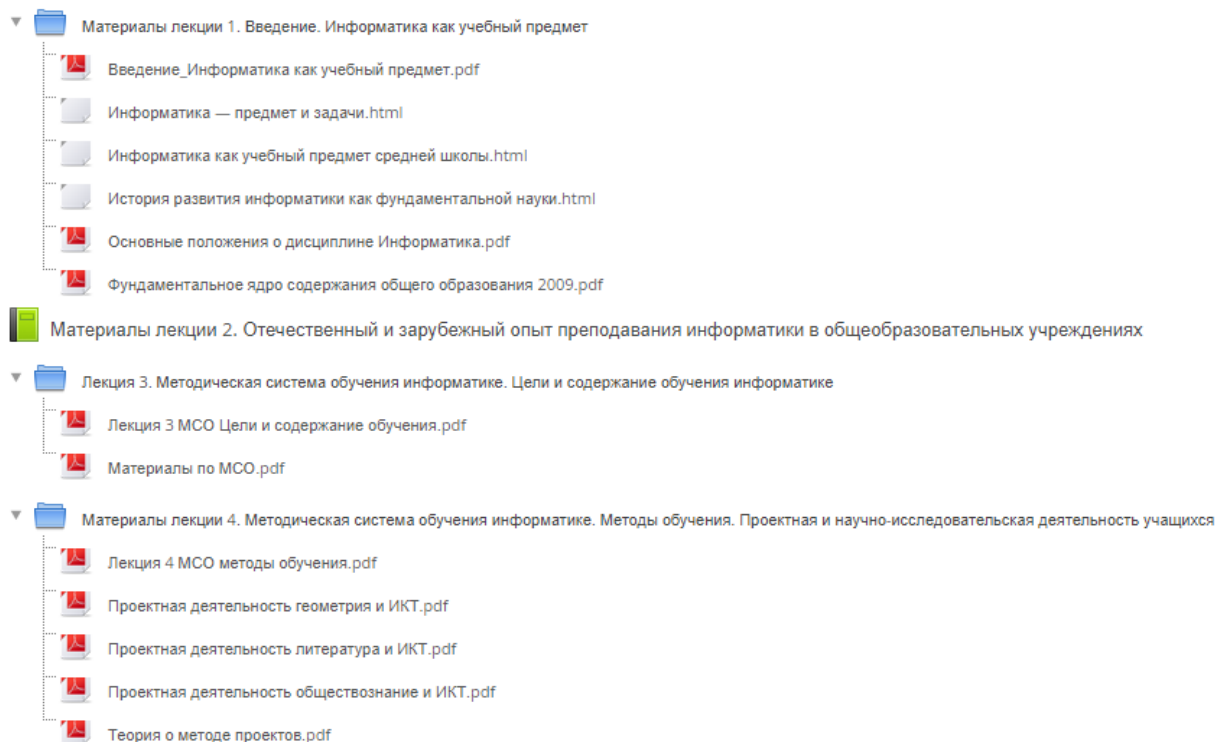 Материалы лекции 1. Введение. Информатика как учебный предмет
Введение_Информатика как учебный предмет.pdf
Информатика — предмет и задачи.html
Информатика как учебный предмет средней школы.html
История развития информатики как фундаментальной науки.html
Основные положения о дисциплине Информатика.pdf
Фундаментальное ядро содержания общего образования 2009.pdf
Материалы лекции 2. Отечественный и зарубежный опыт преподавания информатики в общеобразовательных учреждениях
Лекция 3. Методическая система обучения информатике. Цели и содержание обучения информатике
Лекция 3 МСО Цели и содержание обучения.pdf
Материалы по МСО.pdf
Материалы лекции 4. Методическая система обучения информатике. Методы обучения. Проектная и научно-исследовательская деятельность учащихся
Лекция 4 МСО методы обучения.pdf
Проектная деятельность геометрия и ИКТ.pdf
Проектная деятельность литература и ИКТ.pdf
Проектная деятельность обществознание и ИКТ.pdf
Теория о методе проектов.pdf